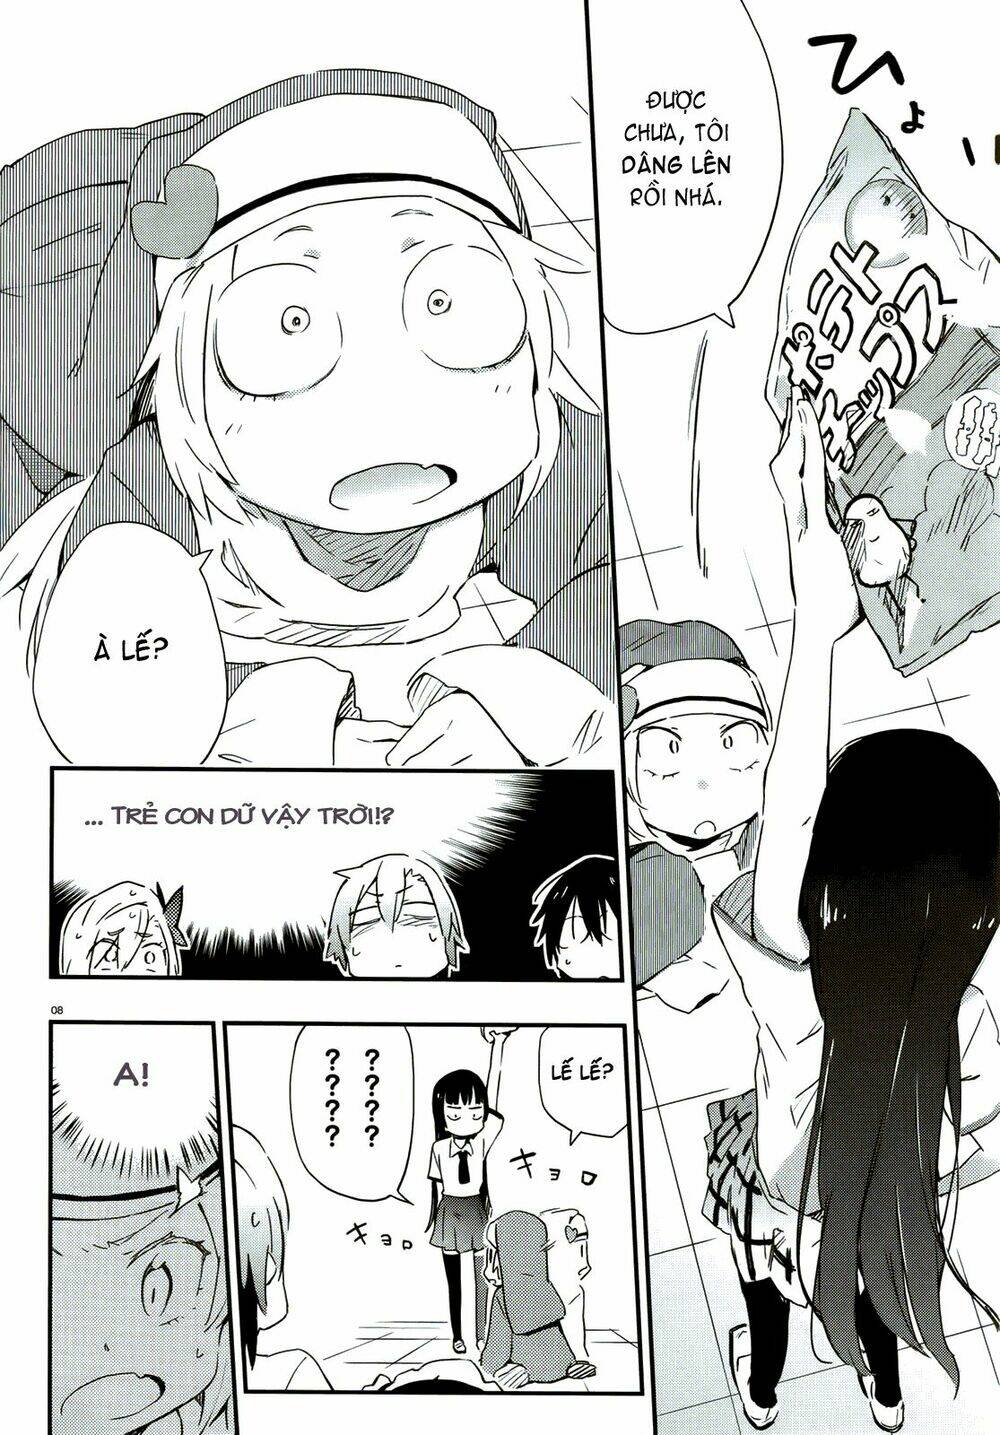 ひょい
ĐƯỢC
CHƯA, TÔI
DÂNG LÊN
RỒI NHÁ.
ポテト
チップス
À LẾ?
... TRẺ CON DỮ VẬY TRỜI!?
08
LẾ LẾ?
キョロ
????
????
キョロ
A!